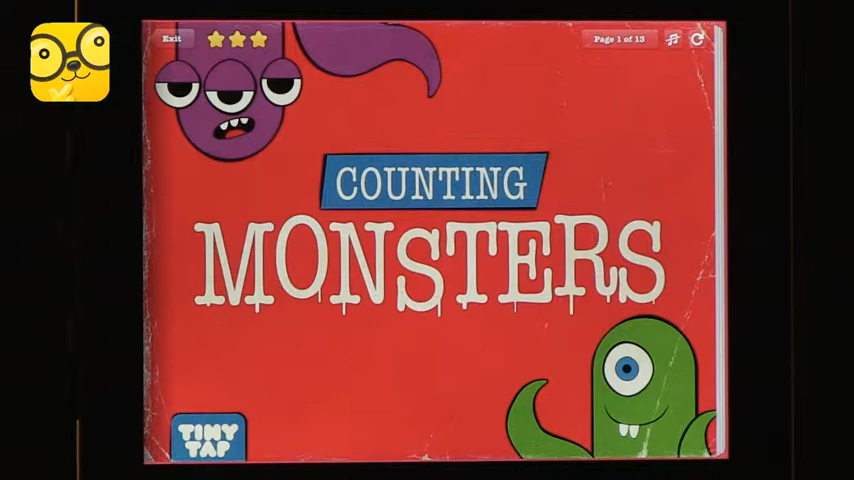 Exit
Page 1 of 13
COUNTING
MONSTERS
TINY
TAP